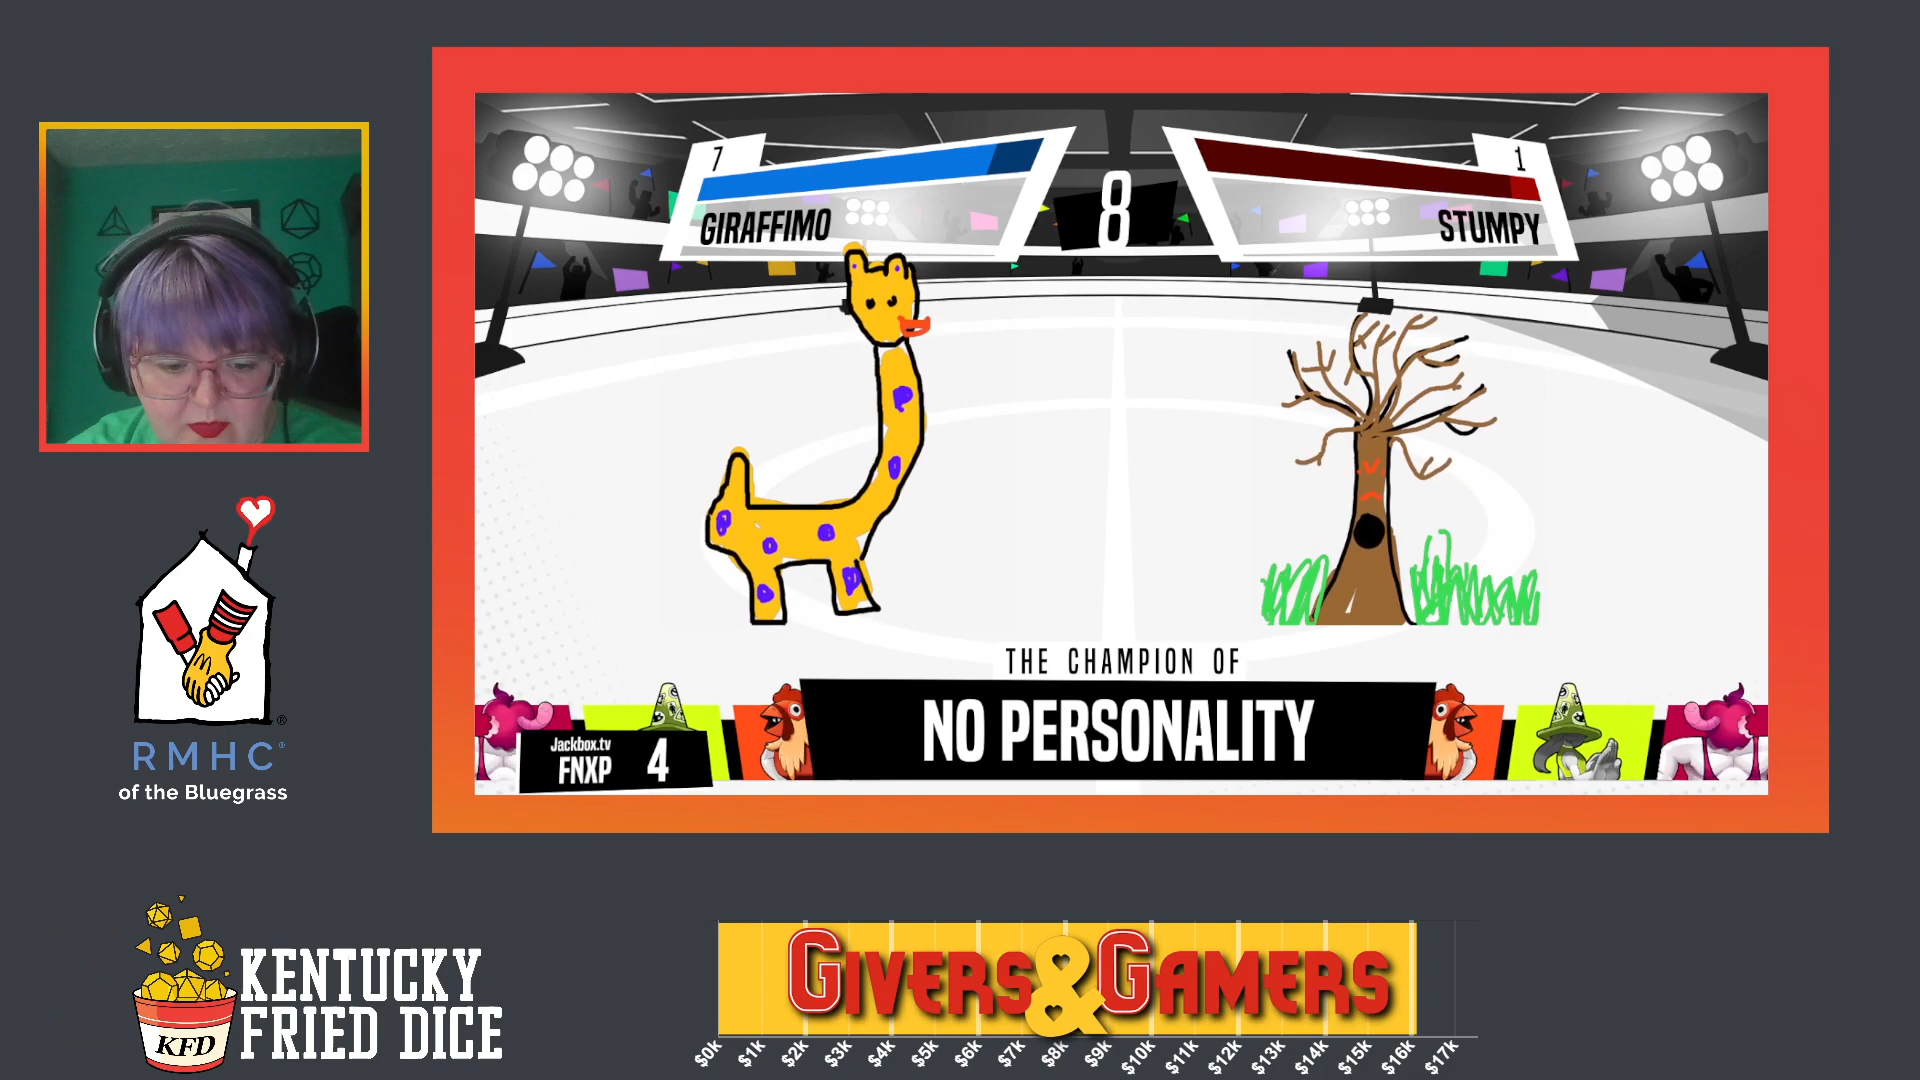 7
1
8
GIRAFFIMO
STUMPY
THE CHAMPION OF
NO PERSONALITY
Jackbox.tv
FNXP
4
®
RMHC®
of the Bluegrass
KENTUCKY
FRIED DICE
KFD
GIVERS & GAMERS
$0k $1k $2k $3k $4k $5k $6k $7k $8k $9k $10k $11k $12k $13k $14k $15k $16k $17k